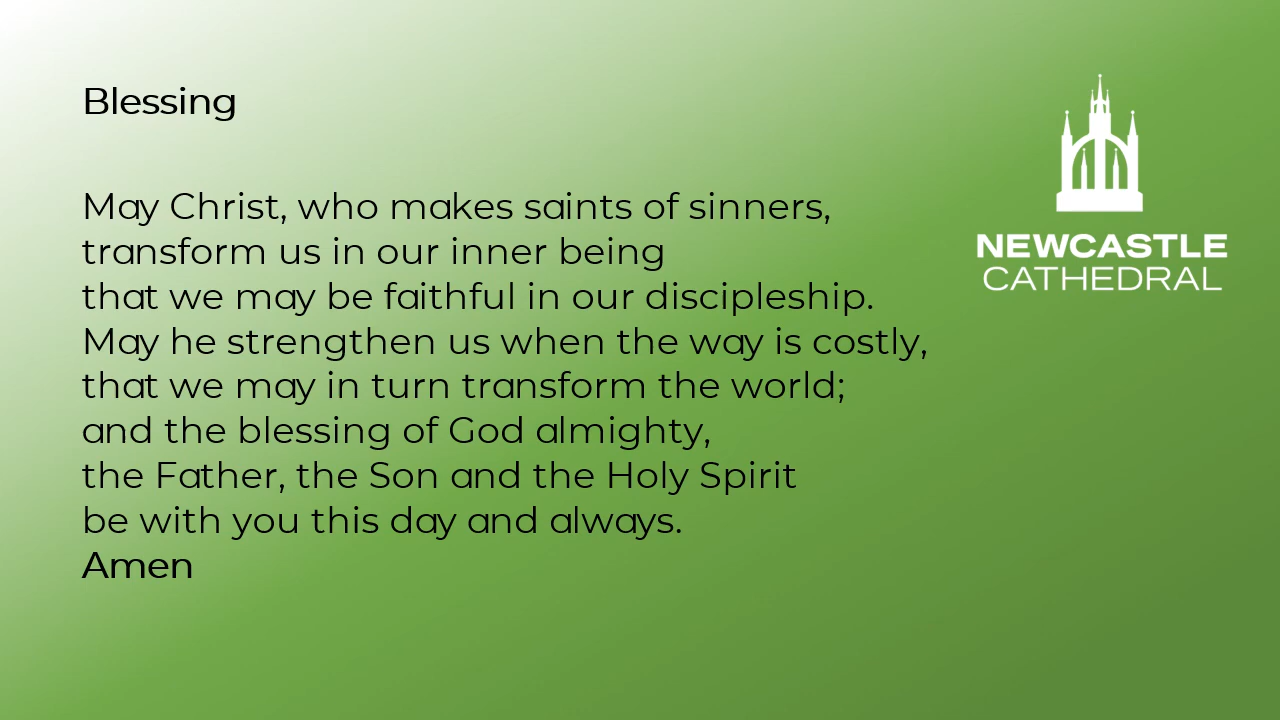 Blessing
May Christ, who makes saints of sinners,
transform us in our inner being
that we may be faithful in our discipleship.
May he strengthen us when the way is costly,
that we may in turn transform the world;
and the blessing of God almighty,
the Father, the Son and the Holy Spirit
be with you this day and always.
Amen
NEWCASTLE
CATHEDRAL